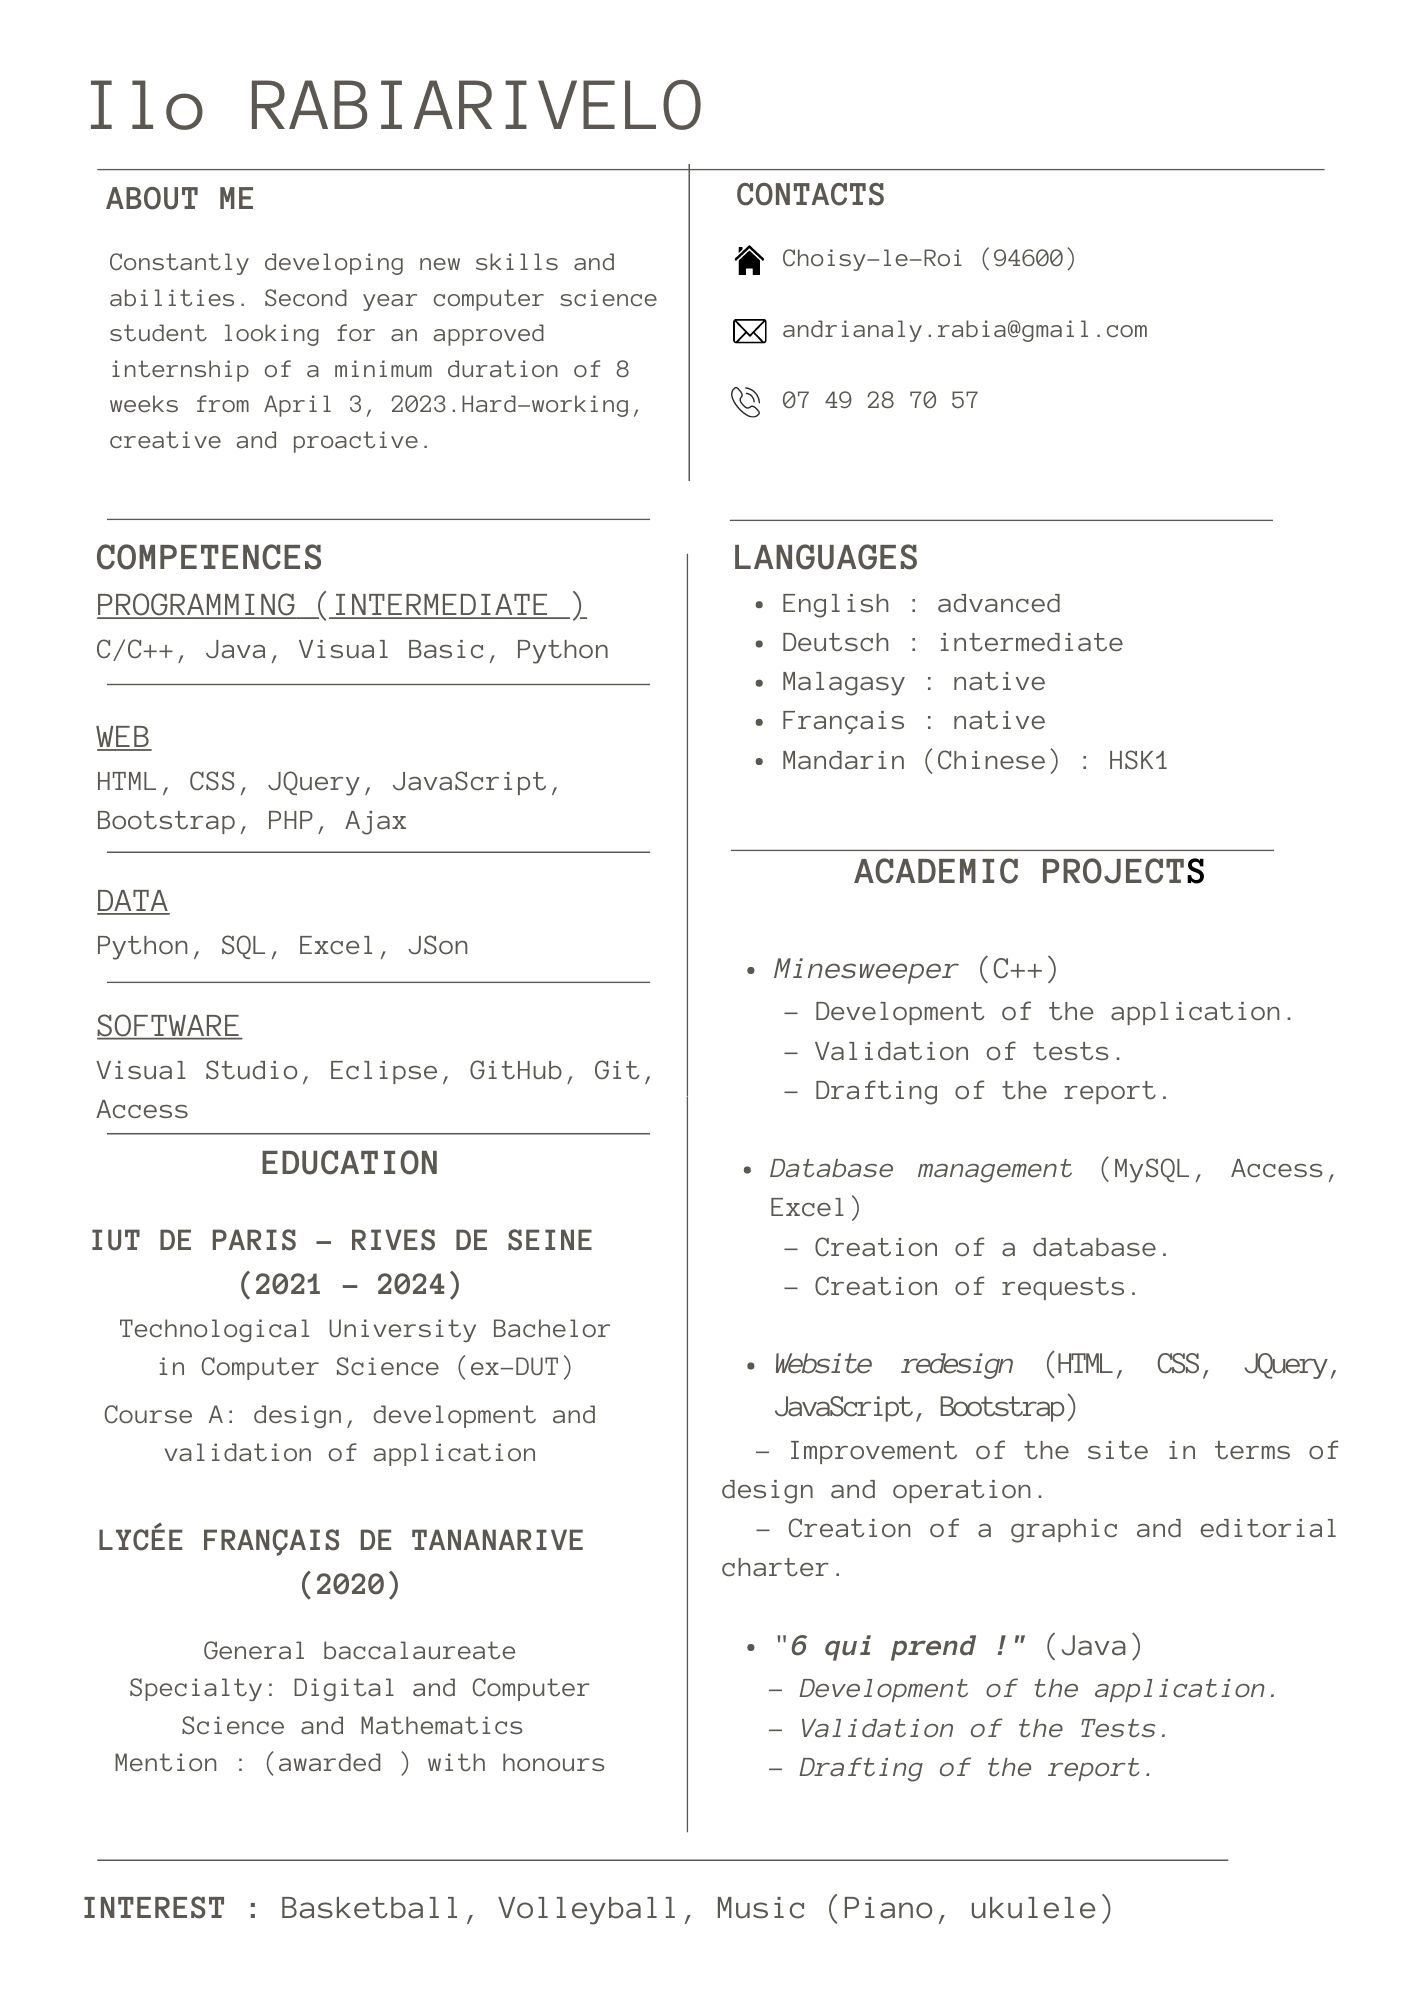 Ilo RABIARIVELO
ABOUT ME
Constantly developing new skills and
abilities. Second year computer science
student looking for an approved
internship of a minimum duration of 8
weeks from April 3, 2023.Hard-working,
creative and proactive.
CONTACTS
Choisy-le-Roi (94600)
andrianaly.rabia@gmail.com
07 49 28 70 57
COMPETENCES
PROGRAMMING (INTERMEDIATE )
C/C++, Java, Visual Basic, Python
WEB
HTML, CSS, JQuery, JavaScript,
Bootstrap, PHP, Ajax
DATA
Python, SQL, Excel, JSon
SOFTWARE
Visual Studio, Eclipse, GitHub, Git,
Access
EDUCATION
IUT DE PARIS - RIVES DE SEINE
(2021 - 2024)
Technological University Bachelor
in Computer Science (ex-DUT)
Course A: design, development and
validation of application
LYCÉE FRANÇAIS DE TANANARIVE
(2020)
General baccalaureate
Specialty: Digital and Computer
Science and Mathematics
Mention : (awarded ) with honours
LANGUAGES
• English : advanced
• Deutsch : intermediate
• Malagasy : native
• Français : native
• Mandarin (Chinese) : HSK1
ACADEMIC PROJECTS
• Minesweeper (C++)
- Development of the application.
- Validation of tests.
- Drafting of the report.
• Database management (MySQL, Access,
Excel)
- Creation of a database.
- Creation of requests.
• Website redesign (HTML, CSS, JQuery,
JavaScript, Bootstrap)
- Improvement of the site in terms of
design and operation.
- Creation of a graphic and editorial
charter.
• "6 qui prend !" (Java)
- Development of the application.
- Validation of the Tests.
- Drafting of the report.
INTEREST : Basketball, Volleyball, Music (Piano, ukulele)